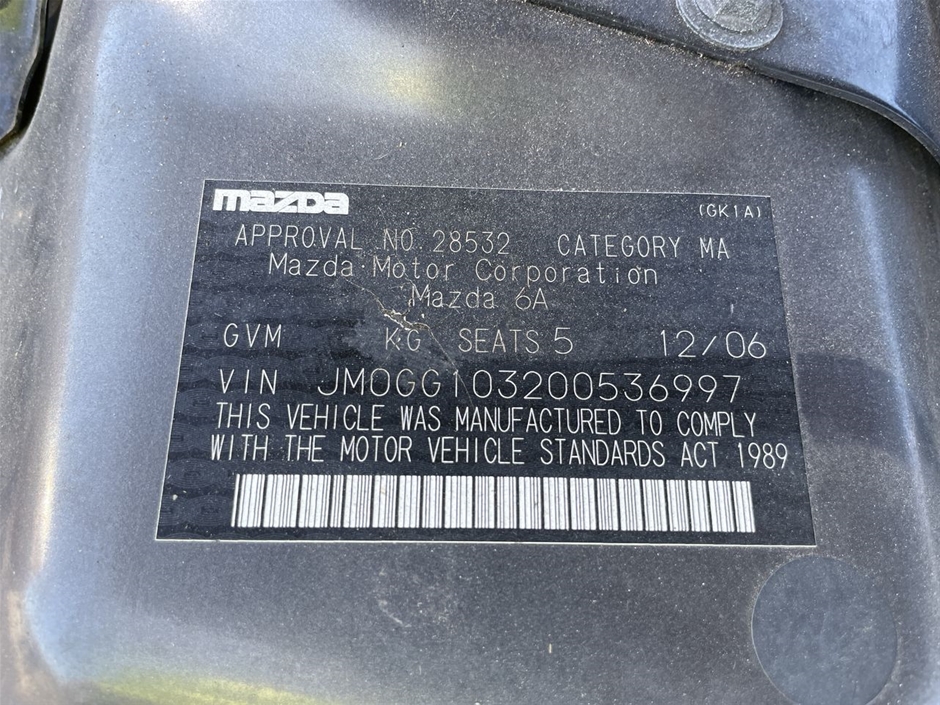 mazda
(GK1A)
APPROVAL NO.28532 CATEGORY MA
Mazda Motor Corporation
Mazda 6A
GVM KG SEATS 5 12/06
VIN JM0GG103200536997
THIS VEHICLE WAS MANUFACTURED TO COMPLY
WITH THE MOTOR VEHICLE STANDARDS ACT 1989